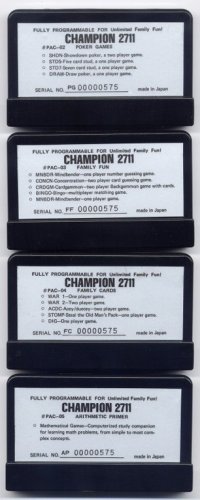 FULLY PROGRAMMABLE FOR Unlimited Family Fun!
CHAMPION 2711
# PAC-02 POKER GAMES
SHDN-Showdown poker, a two player game.
STD5-Five card stud, a one player game.
STD7-Seven card stud, a one player game.
DRAW-Draw poker, a one player game.
SERIAL NO. PG 00000575 made in Japan
FULLY PROGRAMMABLE FOR Unlimited Family Fun!
CHAMPION 2711
# PAC-03 FAMILY FUN
MNBDR-Mindbender-one player number guessing game.
CONCN-Concentration-two player card guessing game.
CRDGM-Cardgammon-two player Backgammon game with cards.
BINGO-Bingo-multiplayer matching game.
MNBDR-Mindbender-one player game.
SERIAL NO. FF 00000575 made in Japan
FULLY PROGRAMMABLE FOR Unlimited Family Fun!
CHAMPION 2711
# PAC-04 FAMILY CARDS
WAR 1-One player game.
WAR 2-Two player game.
ACDC-Acey/ducey-two player game.
STOMP Beat the Old Man's Pack-one player game.
DIG-One player game.
SERIAL NO. FC 00000575 made in Japan
FULLY PROGRAMMABLE FOR Unlimited Family Fun!
CHAMPION 2711
# PAC-05 ARITHMETIC PRIMER
Mathematical Games-Computerized study companion
for learning math problems, from simple to most com-
plex concepts.
SERIAL NO. AP 00000575 made in Japan